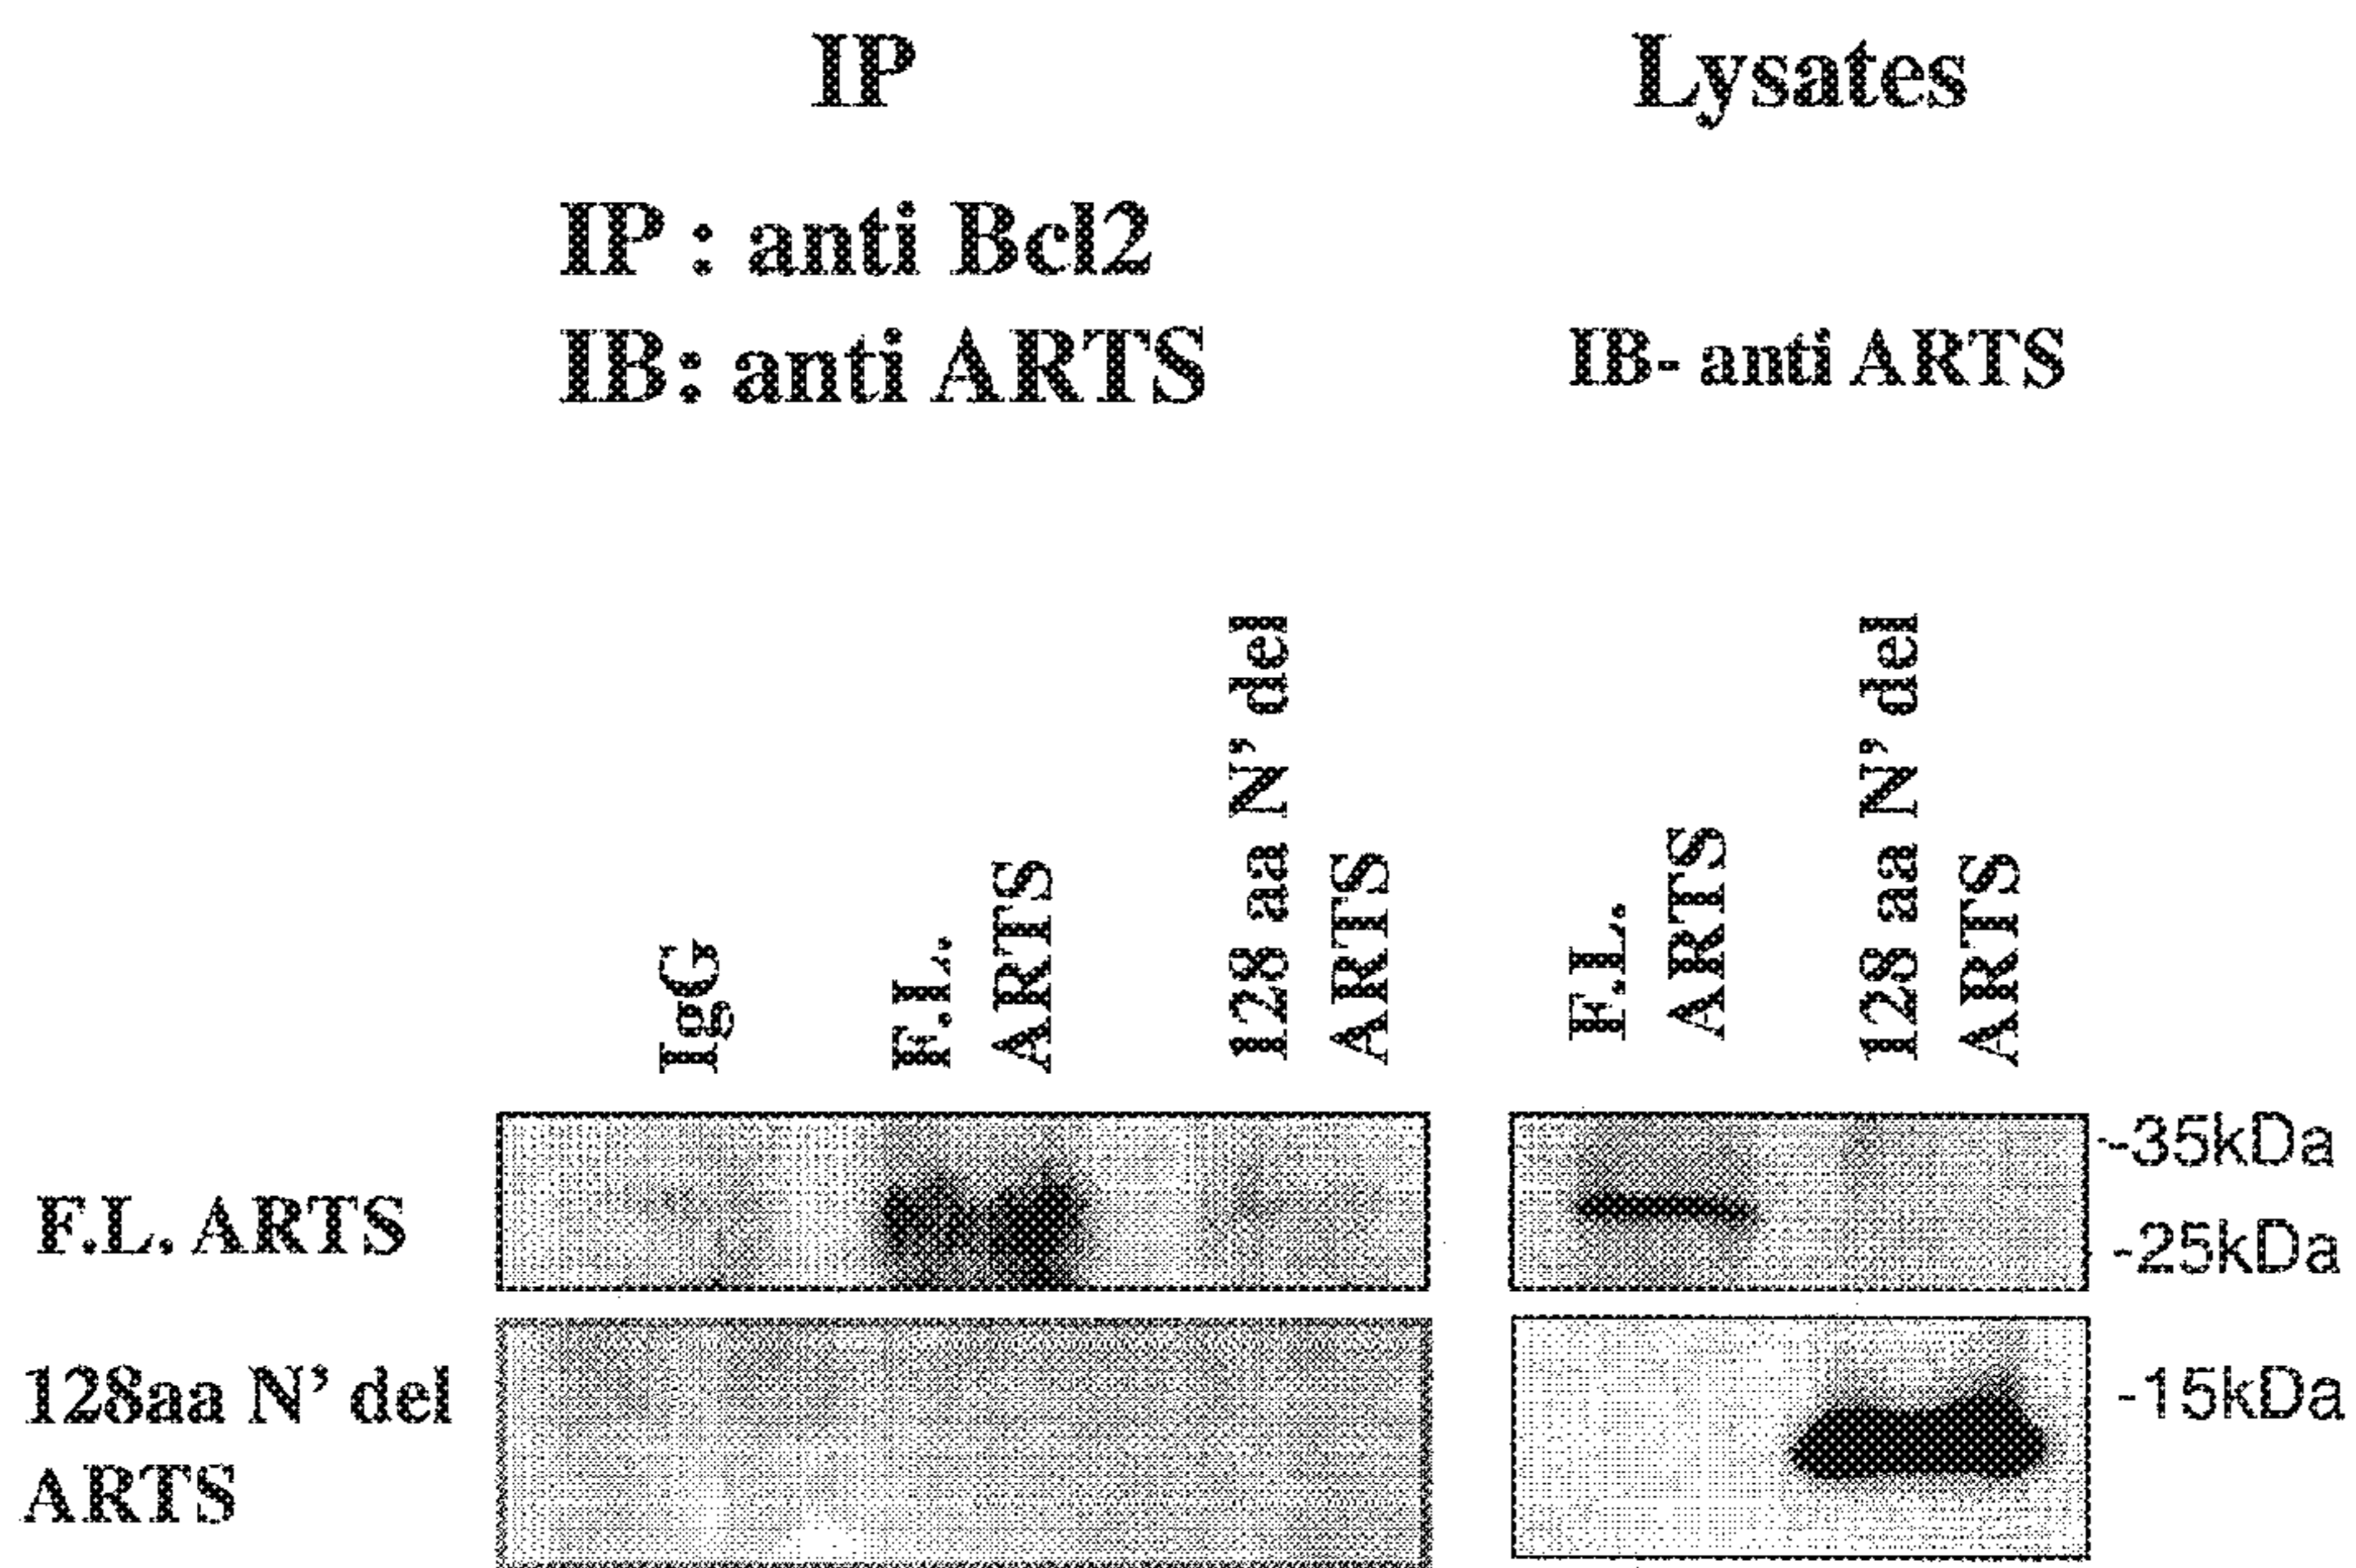 IP
Lysates
IP : anti Bcl2
IB: anti ARTS
IB- anti ARTS
IgG
F.L.
ARTS
128 aa N' del
ARTS
F.L.
ARTS
128 aa N' del
ARTS
F.L. ARTS
-35kDa
-25kDa
128aa N' del
ARTS
-15kDa